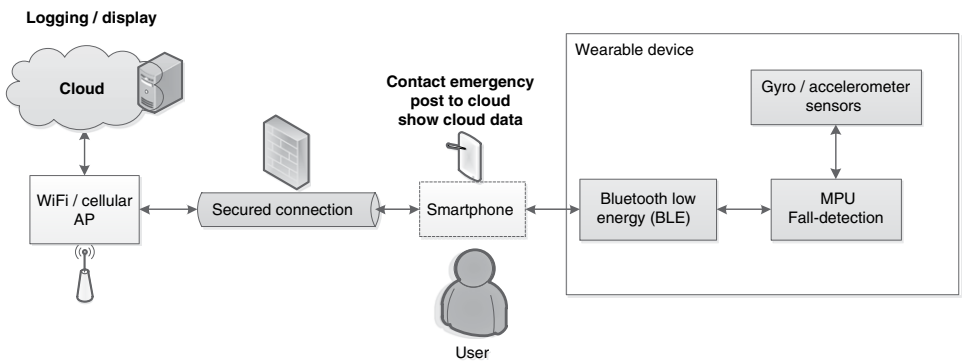 Logging / display
Cloud
WiFi / cellular
AP
Secured connection
Contact emergency
post to cloud
show cloud data
Smartphone
User
Wearable device
Gyro / accelerometer
sensors
Bluetooth low
energy (BLE)
MPU
Fall-detection